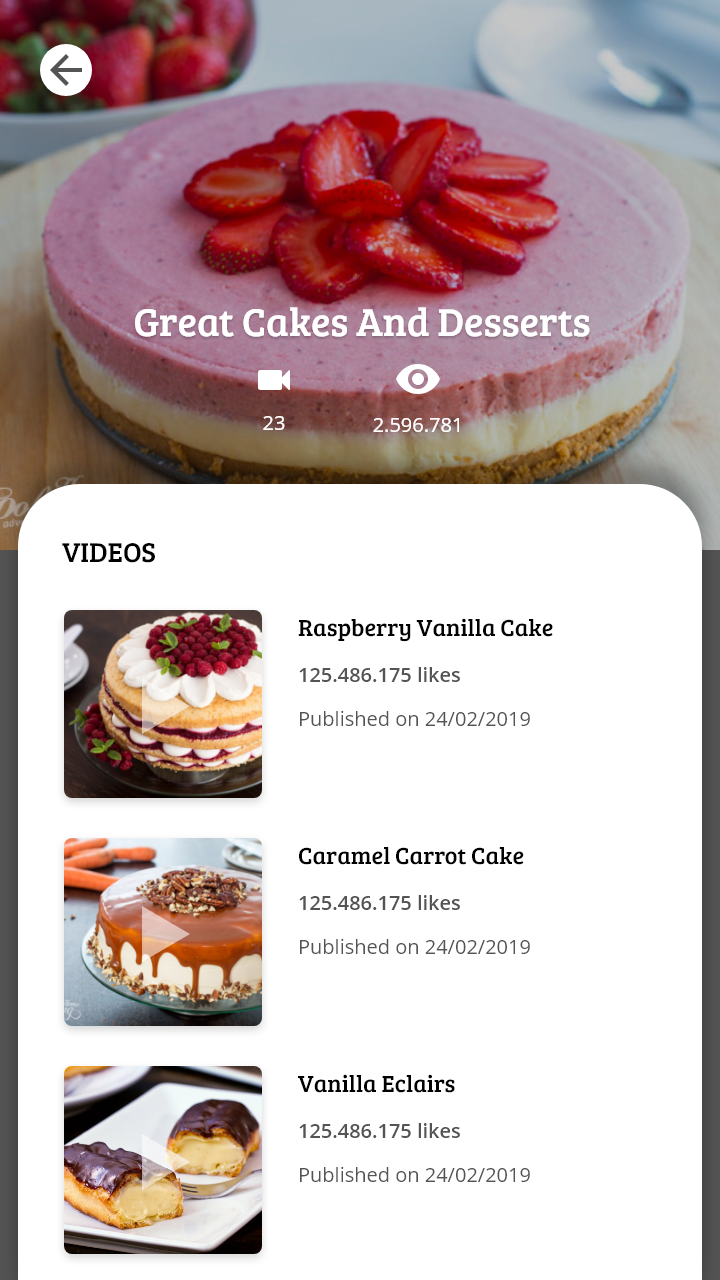 Great Cakes And Desserts
23
2.596.781
VIDEOS
Raspberry Vanilla Cake
125.486.175 likes
Published on 24/02/2019
Caramel Carrot Cake
125.486.175 likes
Published on 24/02/2019
Vanilla Eclairs
125.486.175 likes
Published on 24/02/2019